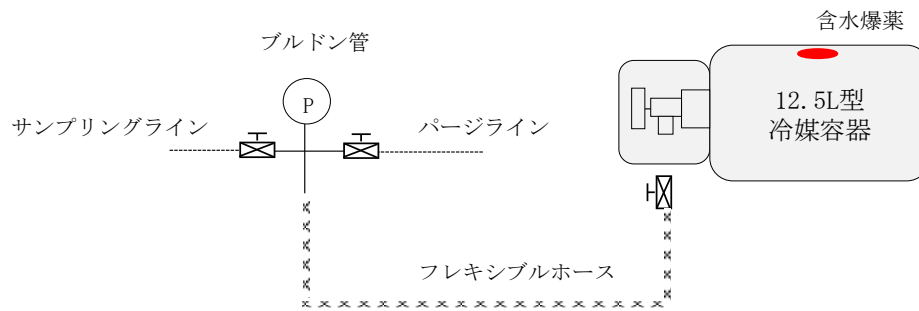 含水爆薬
ブルドン管
P
12.5L型
冷媒容器
サンプリングライン
パージライン
フレキシブルホース